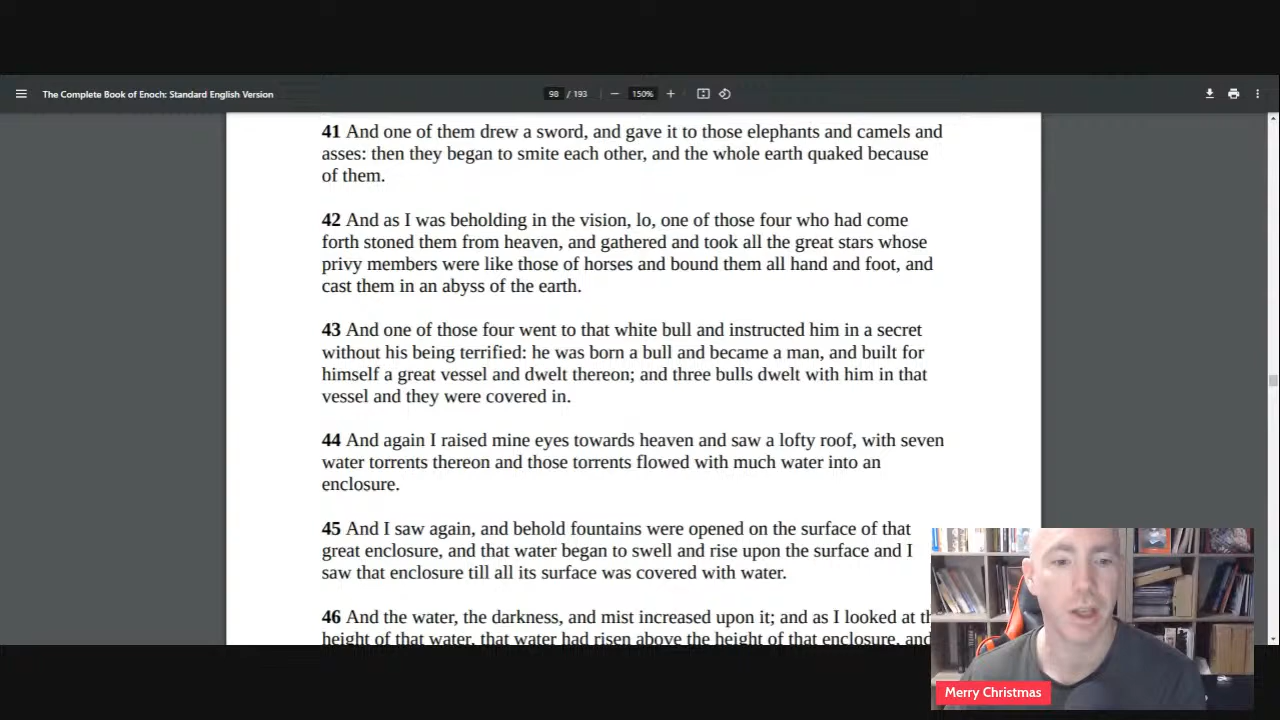 The Complete Book of Enoch: Standard English Version
98 / 193
150%
41 And one of them drew a sword, and gave it to those elephants and camels and
asses: then they began to smite each other, and the whole earth quaked because
of them.
42 And as I was beholding in the vision, lo, one of those four who had come
forth stoned them from heaven, and gathered and took all the great stars whose
privy members were like those of horses and bound them all hand and foot, and
cast them in an abyss of the earth.
43 And one of those four went to that white bull and instructed him in a secret
without his being terrified: he was born a bull and became a man, and built for
himself a great vessel and dwelt thereon; and three bulls dwelt with him in that
vessel and they were covered in.
44 And again I raised mine eyes towards heaven and saw a lofty roof, with seven
water torrents thereon and those torrents flowed with much water into an
enclosure.
45 And I saw again, and behold fountains were opened on the surface of that
great enclosure, and that water began to swell and rise upon the surface and I
saw that enclosure till all its surface was covered with water.
46 And the water, the darkness, and mist increased upon it; and as I looked at
height of that water, that water had risen above the height of that enclosure,
Merry Christmas